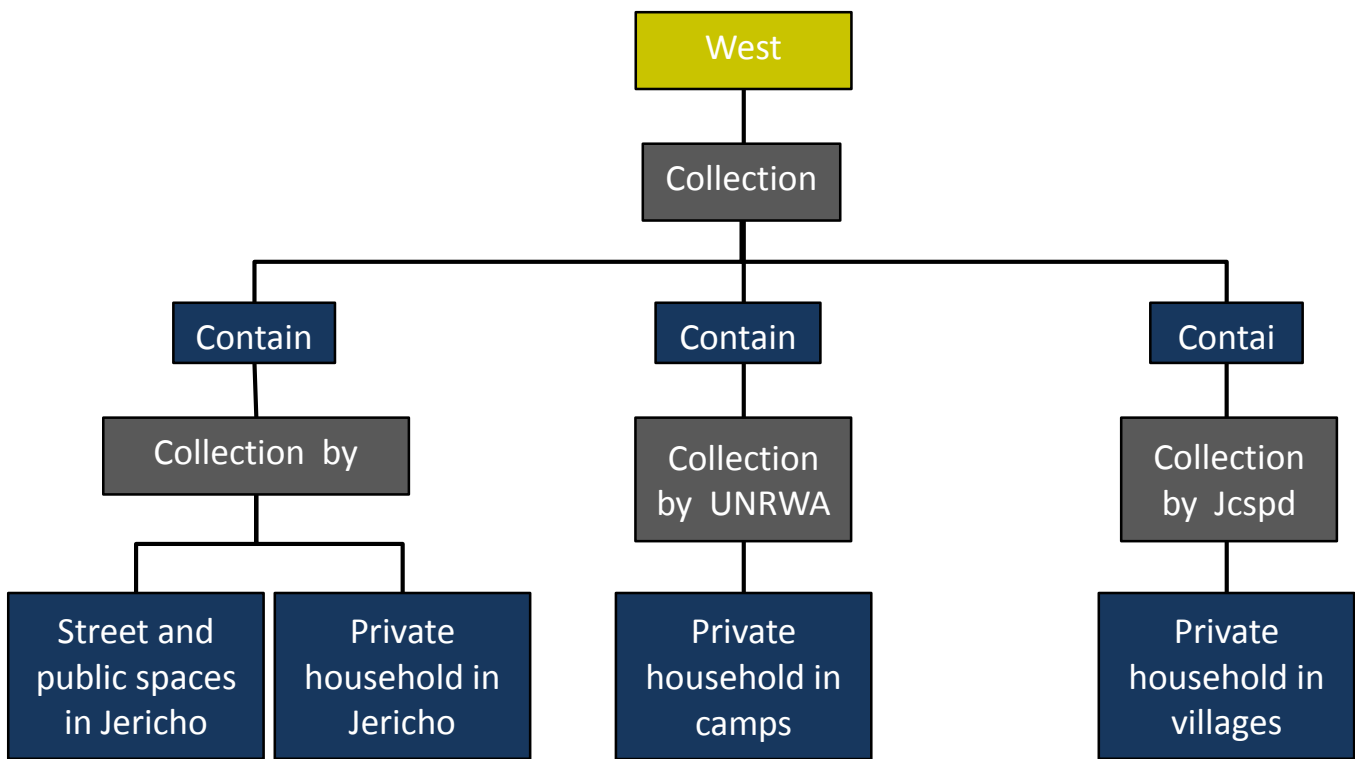 West
Collection
Contain
Contain
Contai
Collection by
Collection
by UNRWA
Collection
by Jcspd
Street and
public spaces
in Jericho
Private
household in
Jericho
Private
household in
camps
Private
household in
villages